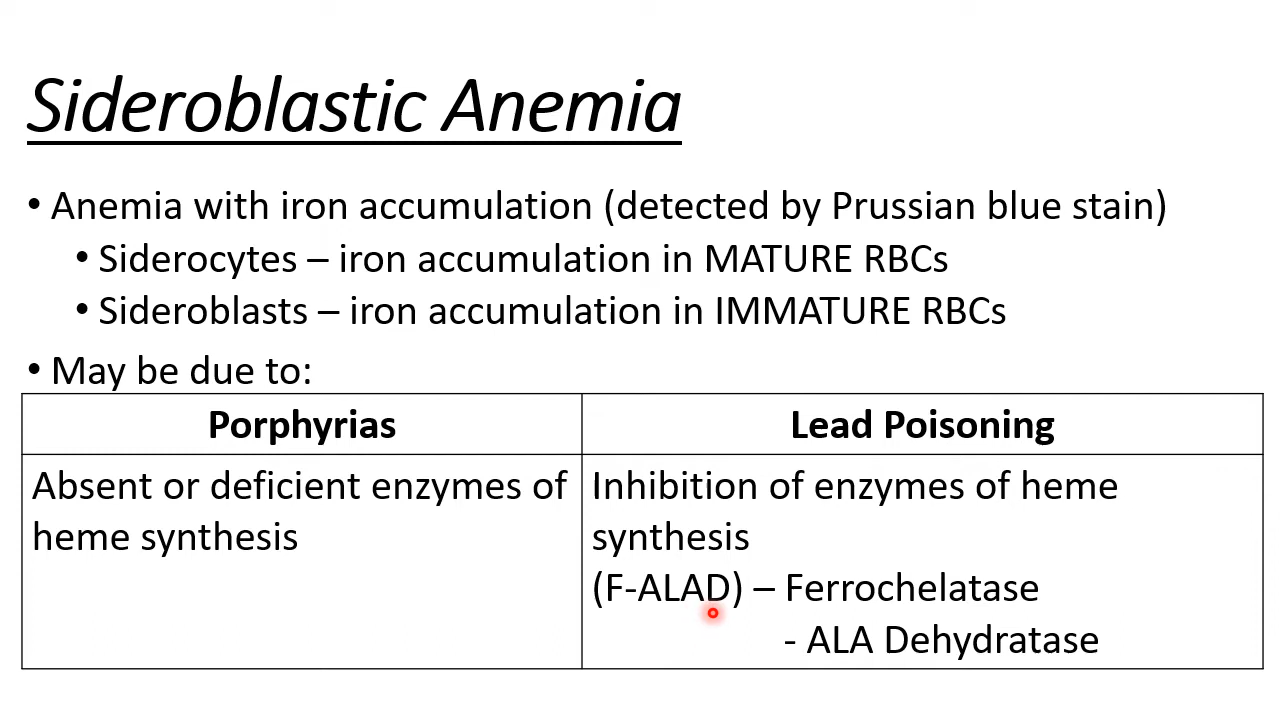 Sideroblastic Anemia
• Anemia with iron accumulation (detected by Prussian blue stain)
• Siderocytes – iron accumulation in MATURE RBCs
• Sideroblasts – iron accumulation in IMMATURE RBCs
• May be due to:
Porphyrias
Absent or deficient enzymes of
heme synthesis
Lead Poisoning
Inhibition of enzymes of heme
synthesis
(F-ALAD) – Ferrochelatase
- ALA Dehydratase